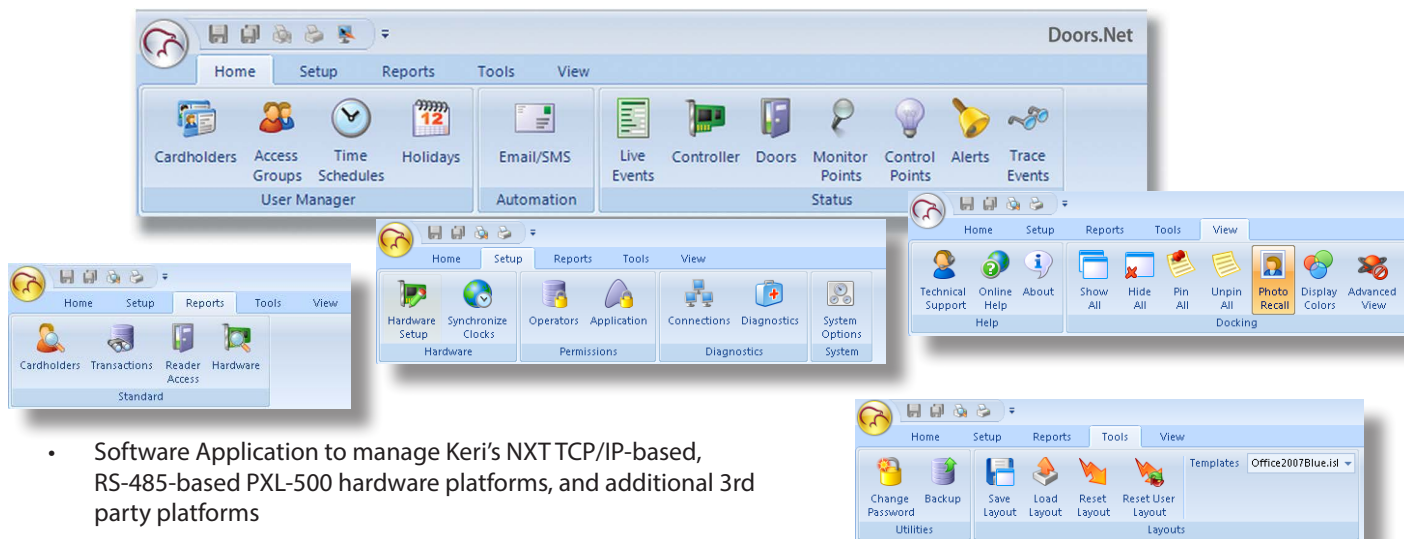 Doors.Net
Home Setup Reports Tools View
Cardholders Access Groups Time Schedules Holidays Email/SMS Live Events Controller Doors Monitor Points Control Points Alerts Trace Events
12
User Manager Automation Status
Home Setup Reports Tools View
Hardware Setup Synchronize Clocks Operators Application Connections Diagnostics System Options
Hardware Permissions Diagnostics System
Home Setup Reports Tools View
Technical Support Online Help About Show All Hide All Pin All Unpin All Photo Recall Display Colors Advanced View
Help Docking
Home Setup Reports Tools View
Cardholders Transactions Reader Access Hardware
Standard
• Software Application to manage Keri's NXT TCP/IP-based,
RS-485-based PXL-500 hardware platforms, and additional 3rd
party platforms
Home Setup Reports Tools View
Change Password Backup Save Layout Load Layout Reset Layout Reset User Layout Templates Office2007Blue.isl
Utilities Layouts